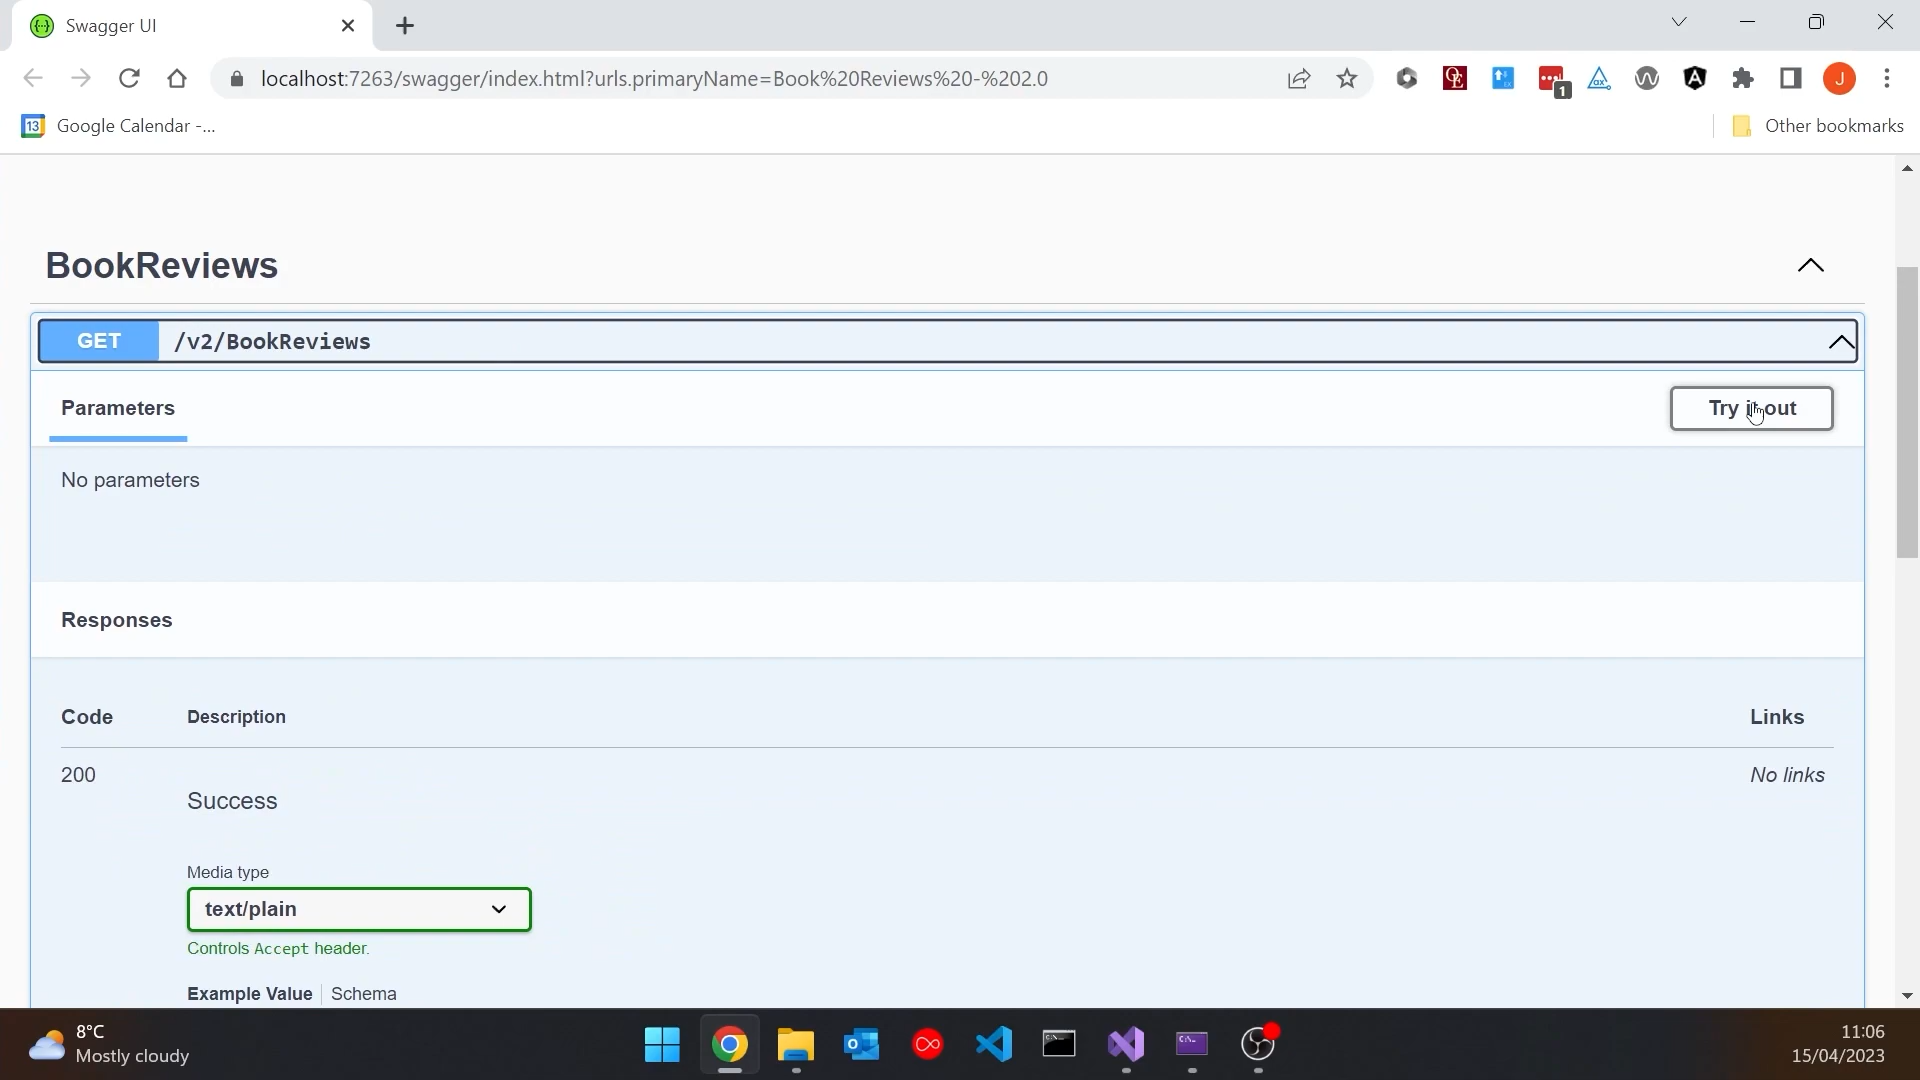 Swagger UI
localhost:7263/swagger/index.html?urls.primaryName=Book%20Reviews%20-%202.0
1
J
13
Google Calendar -...
Other bookmarks
BookReviews
GET
/v2/BookReviews
Parameters
Try it out
No parameters
Responses
Code
Description
Links
200
Success
No links
Media type
text/plain
Controls Accept header.
Example Value
Schema
8°C
Mostly cloudy
11:06
15/04/2023